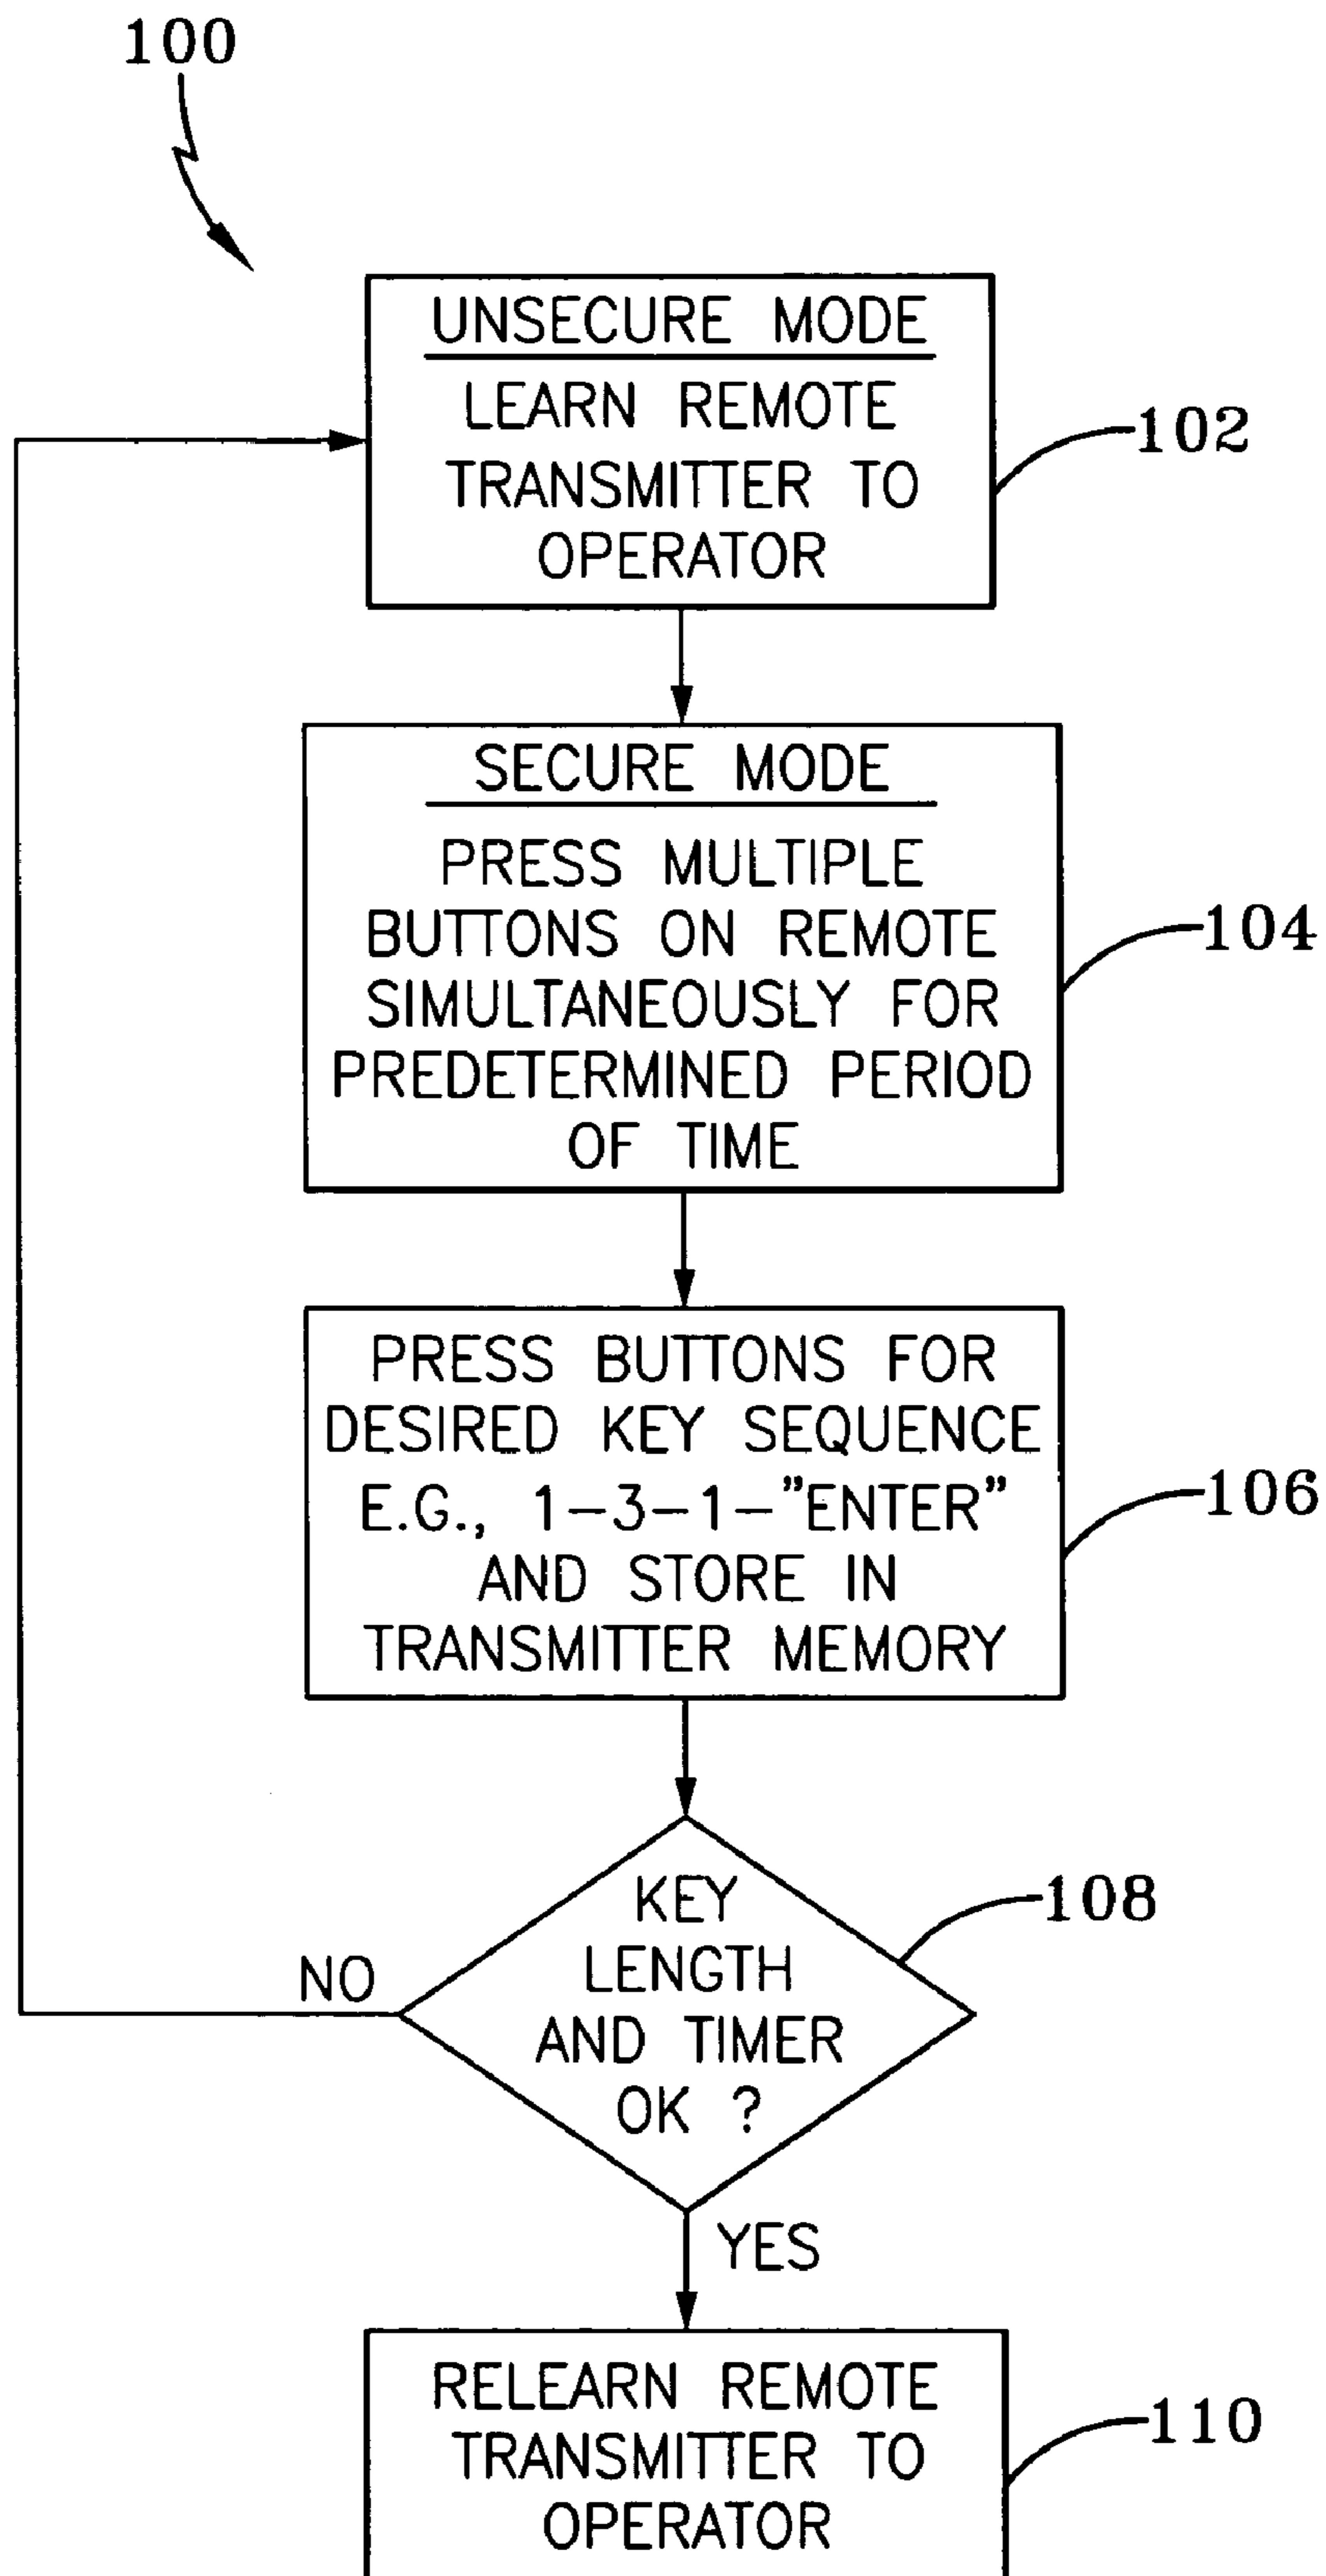 100
UNSECURE MODE
LEARN REMOTE
TRANSMITTER TO
OPERATOR
102
SECURE MODE
PRESS MULTIPLE
BUTTONS ON REMOTE
SIMULTANEOUSLY FOR
PREDETERMINED PERIOD
OF TIME
104
PRESS BUTTONS FOR
DESIRED KEY SEQUENCE
E.G., 1-3-1-"ENTER"
AND STORE IN
TRANSMITTER MEMORY
106
KEY
LENGTH
AND TIMER
OK ?
108
NO
YES
RELEARN REMOTE
TRANSMITTER TO
OPERATOR
110